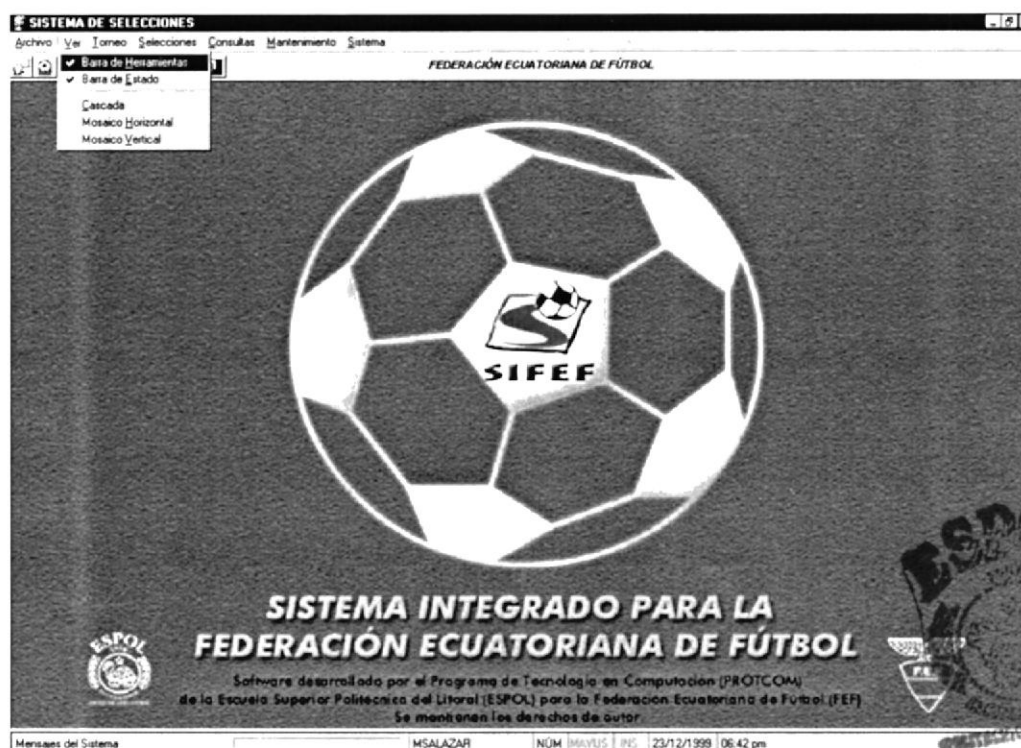 SISTEMA DE SELECCIONES
Archivo Ver Torneo Selecciones Consultas Mantenimiento Sistema
FEDERACIÓN ECUATORIANA DE FÚTBOL
Barra de Herramientas
Barra de Estado
Cascada
Mosaico Horizontal
Mosaico Vertical
SIFEF
SISTEMA INTEGRADO PARA LA
FEDERACIÓN ECUATORIANA DE FÚTBOL
ESPOL
Software desarrollado por el Programa de Tecnología en Computación (PROTCOM)
de la Escuela Superior Politécnica del Litoral (ESPOL) para la Federación Ecuatoriana de Fútbol (FEF)
Se mantienen los derechos de autor
Mensajes del Sistema MSALAZAR NÚM MAYÚS INS 23/12/1999 06:42 pm